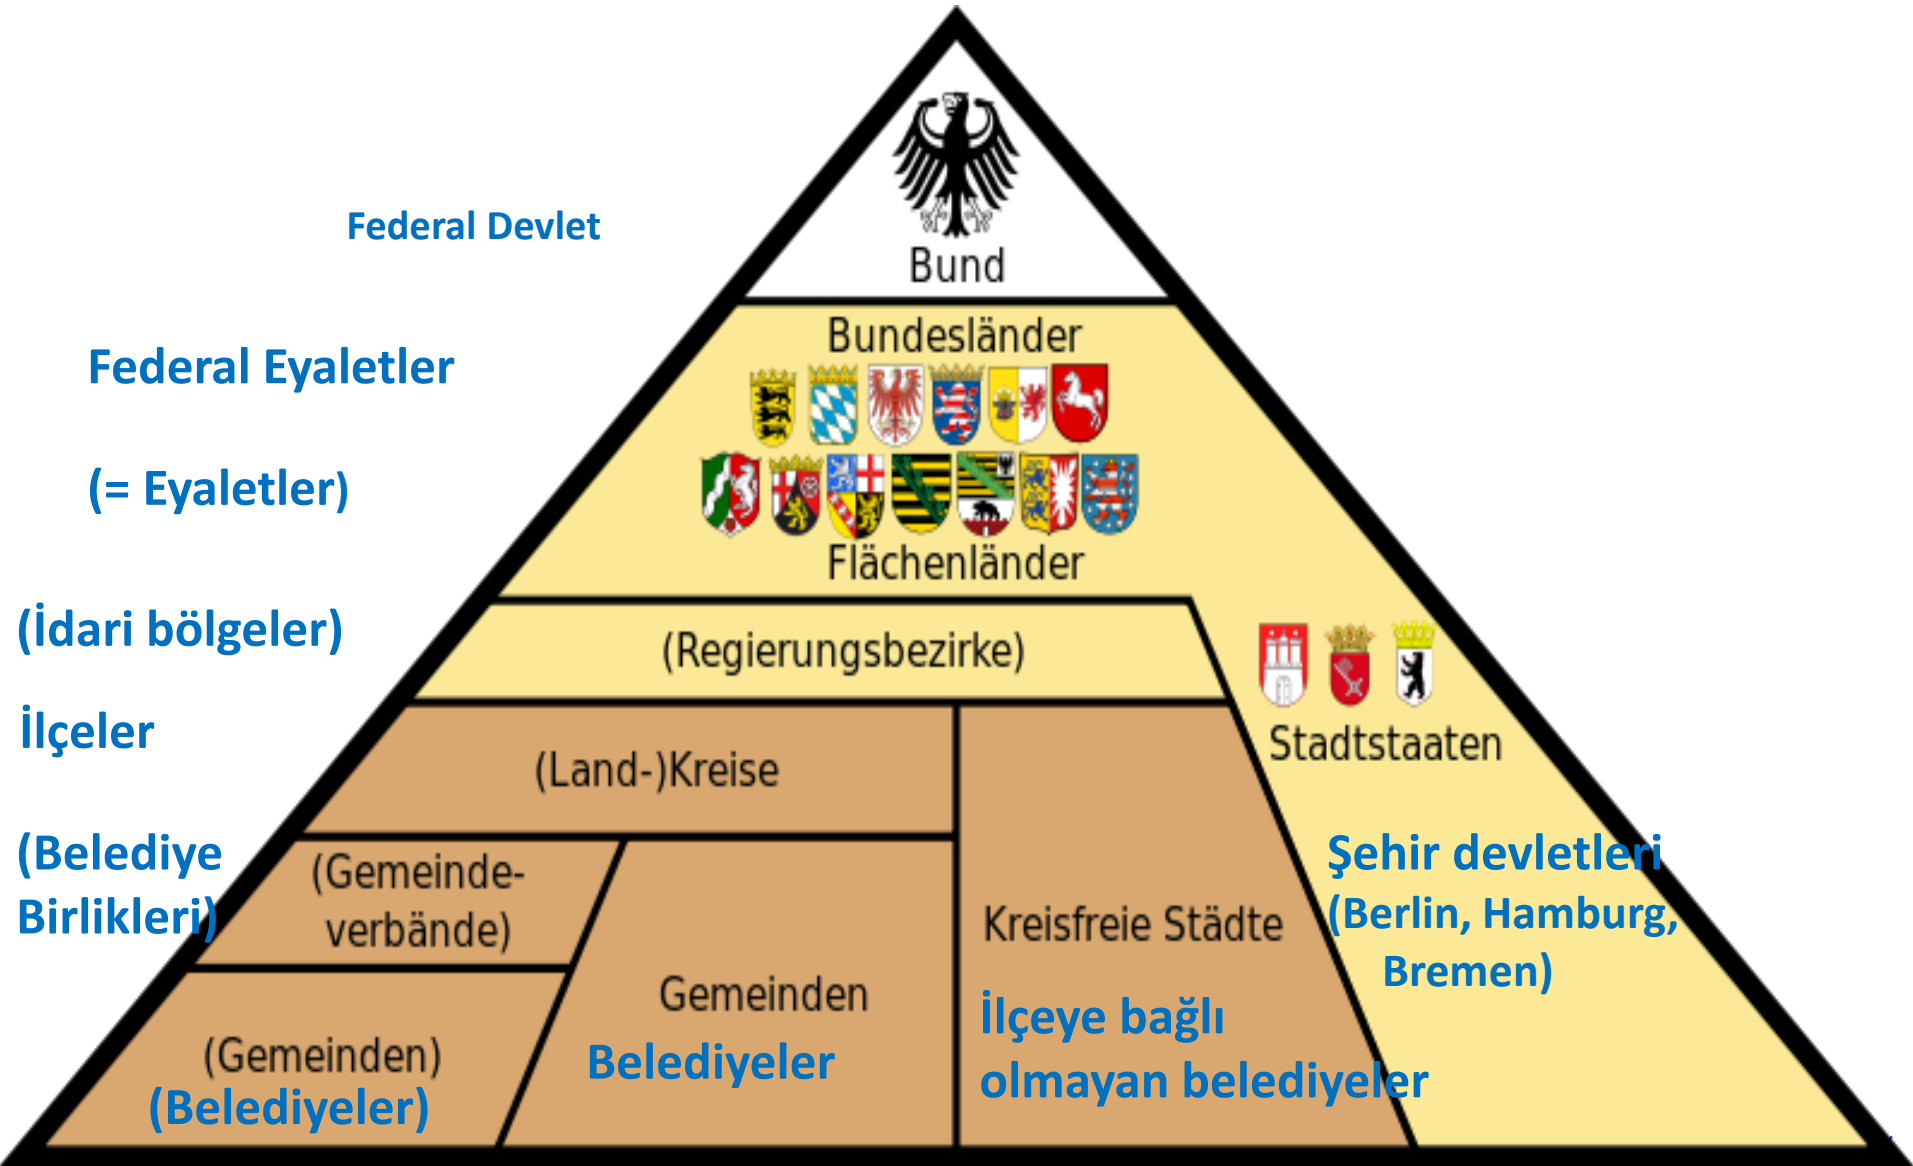 Federal Devlet
Bund
Bundesländer
Federal Eyaletler
(= Eyaletler)
Flächenländer
(İdari bölgeler)
(Regierungsbezirke)
İlçeler
Stadtstaaten
(Land-)Kreise
(Belediye
Birlikleri)
(Gemeinde-
verbände)
Şehir devletleri
(Berlin, Hamburg,
Bremen)
Kreisfreie Städte
İlçeye bağlı
olmayan belediyeler
Gemeinden
Belediyeler
(Gemeinden)
(Belediyeler)